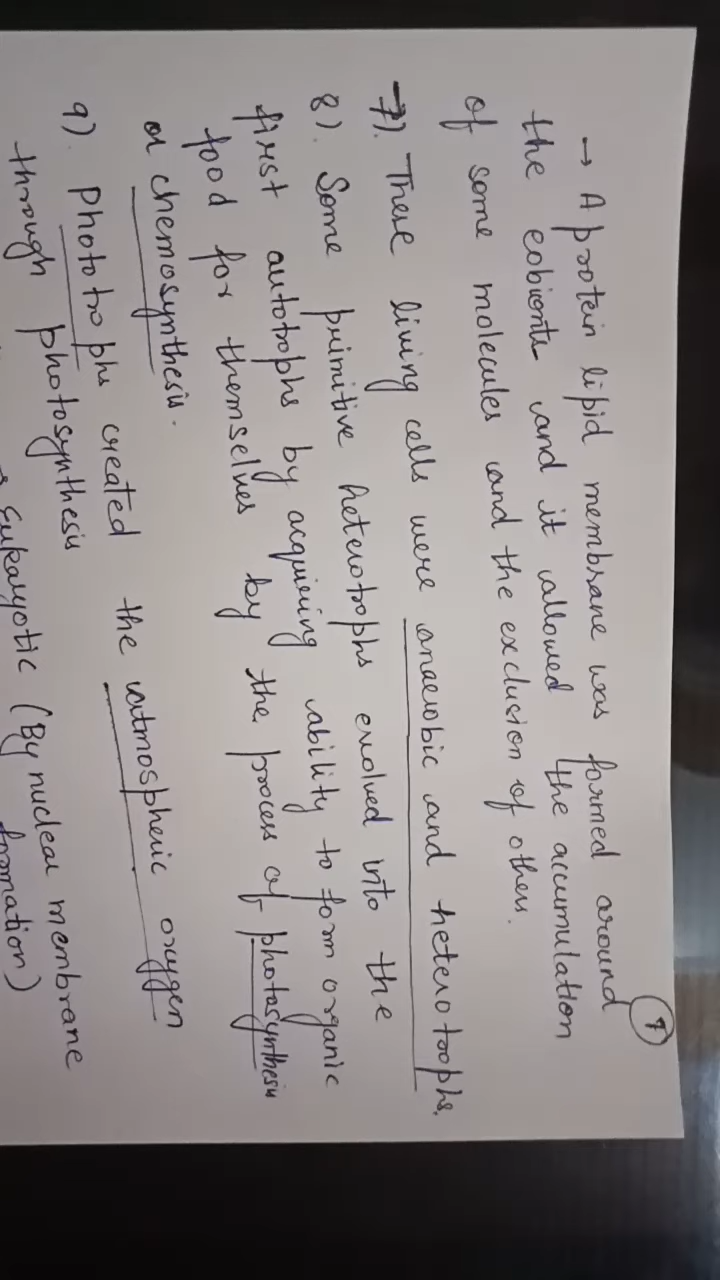 9
→ A protein lipid membrane was formed around
the eobionts and it allowed the accumulation
of some molecules and the exclusion of others.
→7). These living cells were anaerobic and heterotrophs.
8). Some primitive heterotrophs evolved into the
first autotrophs by acquiring ability to form organic
food for themselves by the process of photosynthesis
or chemosynthesis.
9). Phototrophs created the atmospheric oxygen
through photosynthesis
→ Eukaryotic (By nuclear membrane
formation)